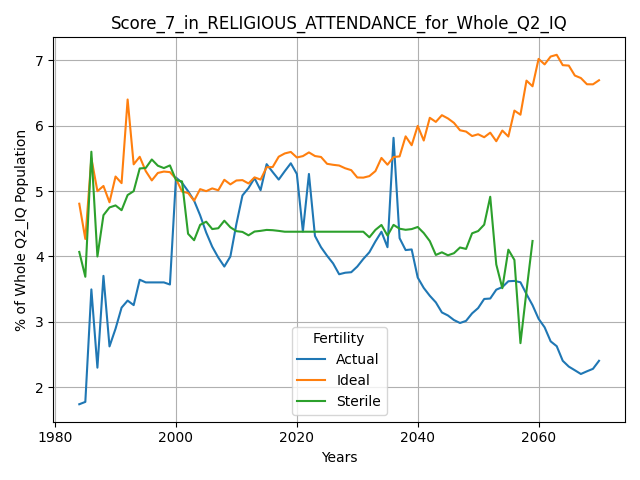 Score_7_in_RELIGIOUS_ATTENDANCE_for_Whole_Q2_IQ
% of Whole Q2_IQ Population
7
6
5
4
3
2
Fertility
Actual
Ideal
Sterile
1980 2000 2020 2040 2060
Years